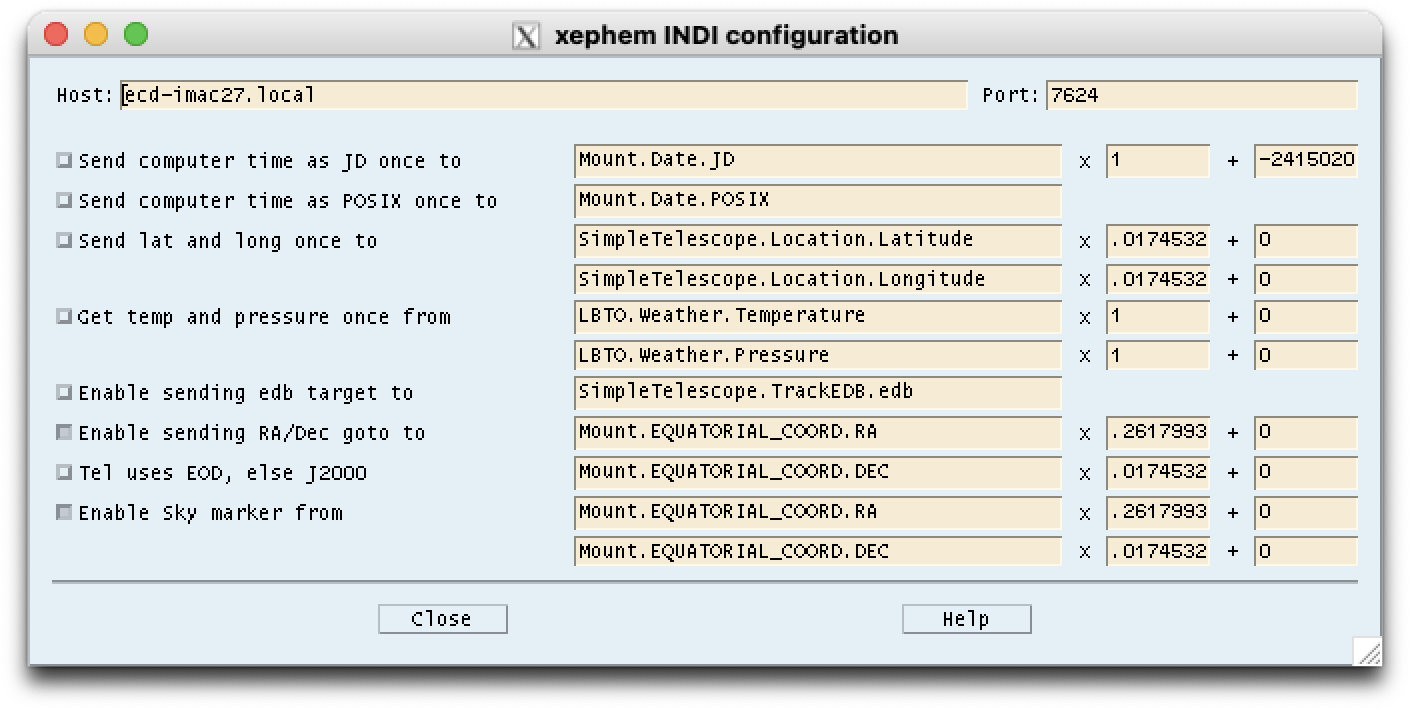 xephem INDI configuration
Host: ecd-imac27.local Port: 7624
Send computer time as JD once to Mount.Date.JD x 1 + -2415020
Send computer time as POSIX once to Mount.Date.POSIX
Send lat and long once to SimpleTelescope.Location.Latitude x .0174532 + 0
SimpleTelescope.Location.Longitude x .0174532 + 0
Get temp and pressure once from LBTO.Weather.Temperature x 1 + 0
LBTO.Weather.Pressure x 1 + 0
Enable sending edb target to SimpleTelescope.TrackEDB.edb
Enable sending RA/Dec goto to Mount.EQUATORIAL_COORD.RA x .2617993 + 0
Tel uses EOD, else J2000 Mount.EQUATORIAL_COORD.DEC x .0174532 + 0
Enable Sky marker from Mount.EQUATORIAL_COORD.RA x .2617993 + 0
Mount.EQUATORIAL_COORD.DEC x .0174532 + 0
Close Help